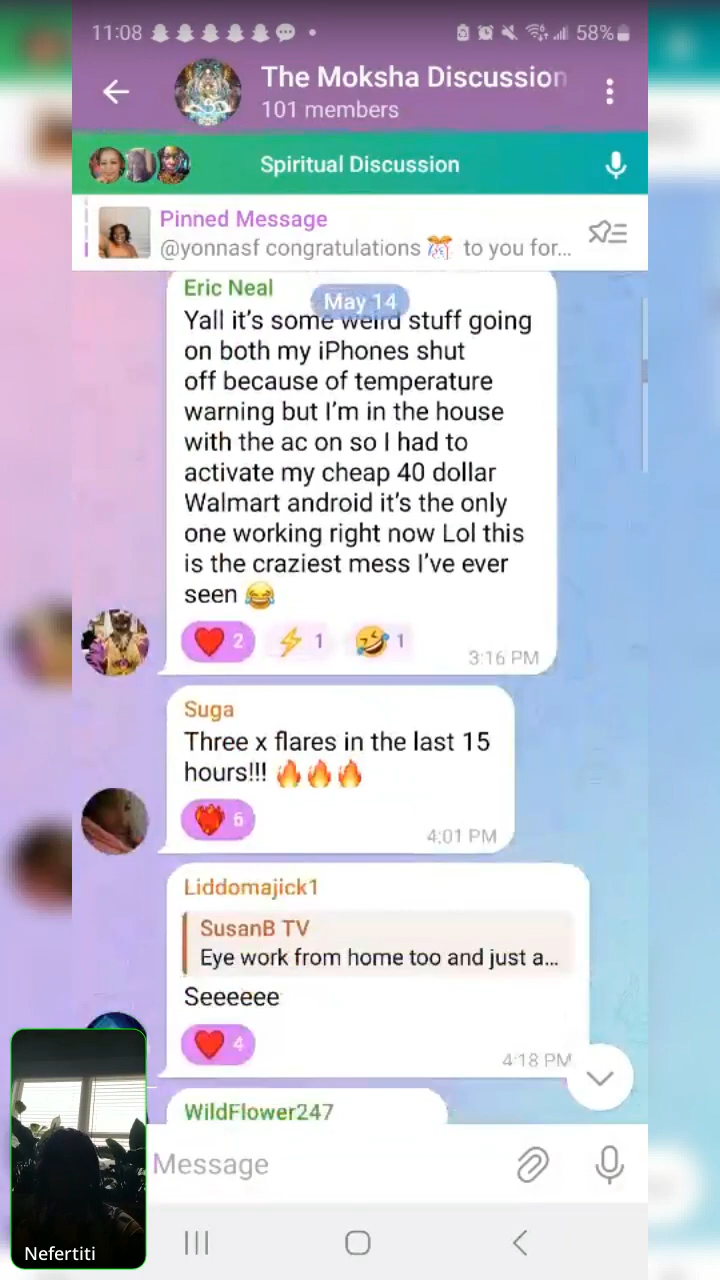 11:08
58%
The Moksha Discussion
101 members
Spiritual Discussion
Pinned Message
@yonnasf congratulations 🎊 to you for...
May 14
Eric Neal
Yall it's some weird stuff going
on both my iPhones shut
off because of temperature
warning but I'm in the house
with the ac on so I had to
activate my cheap 40 dollar
Walmart android it's the only
one working right now Lol this
is the craziest mess I've ever
seen 😂
❤️ 2 ⚡ 1 🤣 1
3:16 PM
Suga
Three x flares in the last 15
hours!!! 🔥🔥🔥
❤️‍🔥 6
4:01 PM
Liddomajick1
SusanB TV
Eye work from home too and just a...
Seeeeee
❤️ 4
4:18 PM
WildFlower247
Message
Nefertiti